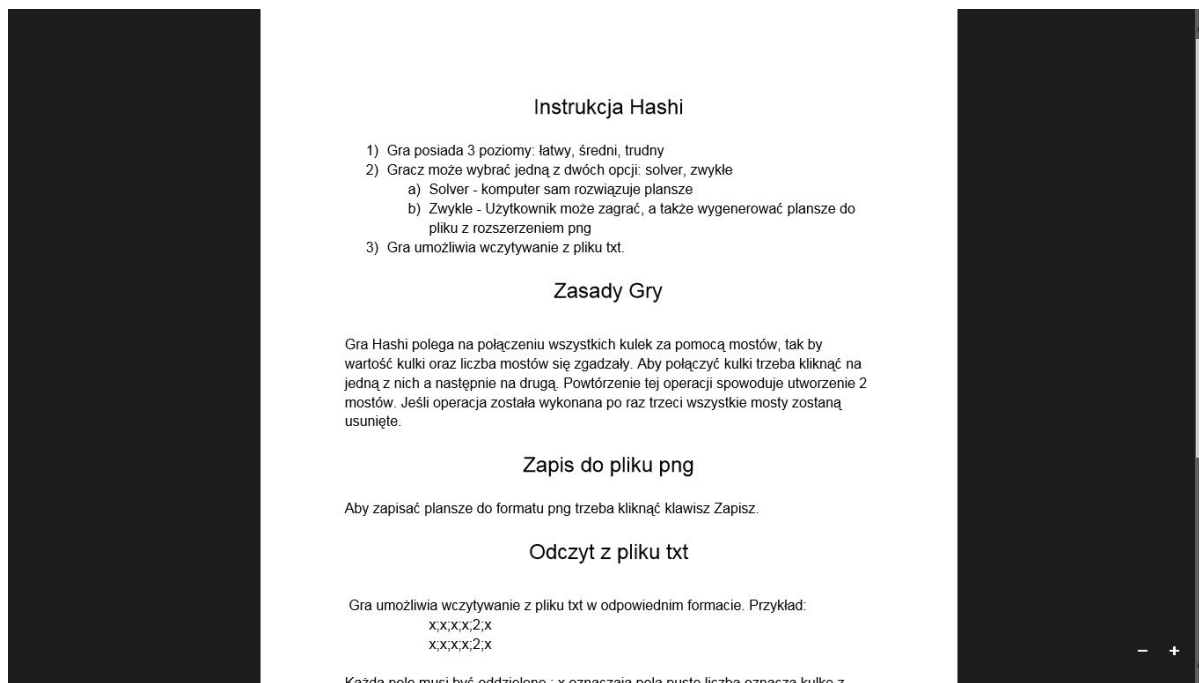 Instrukcja Hashi
1) Gra posiada 3 poziomy: łatwy, średni, trudny
2) Gracz może wybrać jedną z dwóch opcji: solver, zwykłe
a) Solver - komputer sam rozwiązuje plansze
b) Zwykle - Użytkownik może zagrać, a także wygenerować plansze do
pliku z rozszerzeniem png
3) Gra umożliwia wczytywanie z pliku txt.
Zasady Gry
Gra Hashi polega na połączeniu wszystkich kulek za pomocą mostów, tak by
wartość kulki oraz liczba mostów się zgadzały. Aby połączyć kulki trzeba kliknąć na
jedną z nich a następnie na drugą. Powtórzenie tej operacji spowoduje utworzenie 2
mostów. Jeśli operacja została wykonana po raz trzeci wszystkie mosty zostaną
usunięte.
Zapis do pliku png
Aby zapisać plansze do formatu png trzeba kliknąć klawisz Zapisz.
Odczyt z pliku txt
Gra umożliwia wczytywanie z pliku txt w odpowiednim formacie. Przykład:
x;x;x;x;2;x
x;x;x;x;2;x
Każda pole musi być oddzielone ; x oznaczają pola puste liczba oznacza kulkę z